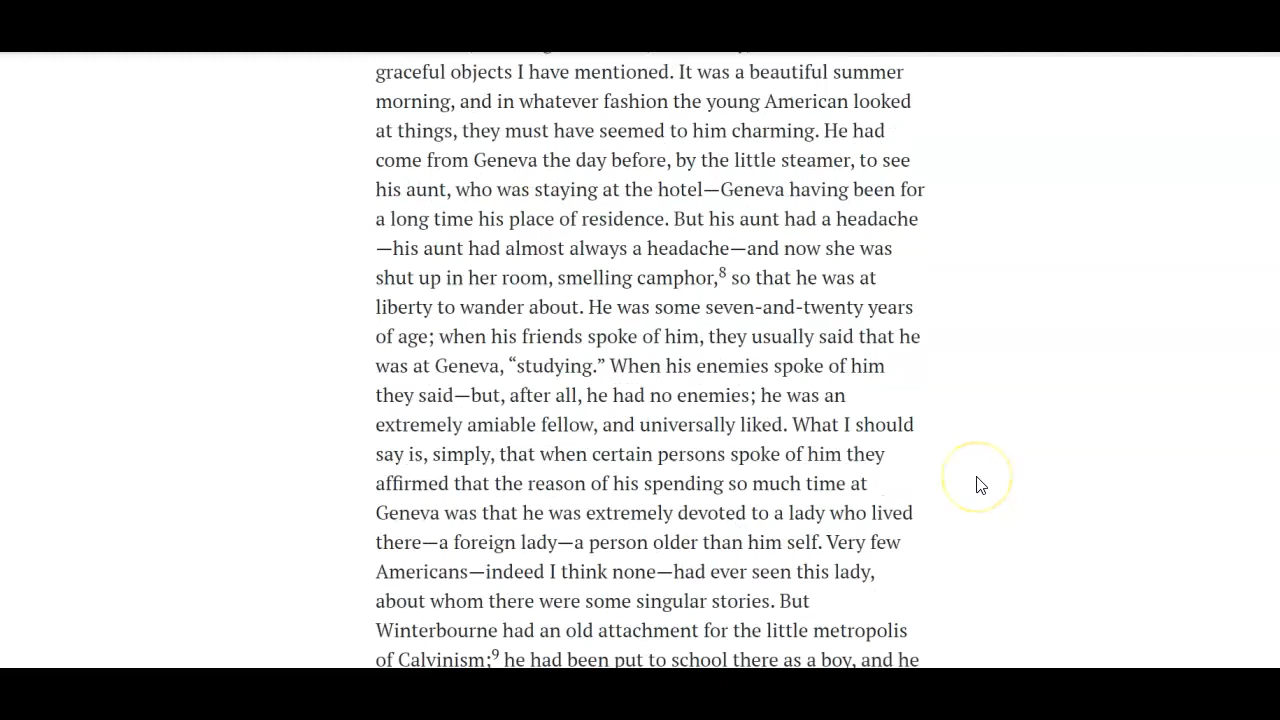 graceful objects I have mentioned. It was a beautiful summer
morning, and in whatever fashion the young American looked
at things, they must have seemed to him charming. He had
come from Geneva the day before, by the little steamer, to see
his aunt, who was staying at the hotel—Geneva having been for
a long time his place of residence. But his aunt had a headache
—his aunt had almost always a headache—and now she was
shut up in her room, smelling camphor,8 so that he was at
liberty to wander about. He was some seven-and-twenty years
of age; when his friends spoke of him, they usually said that he
was at Geneva, “studying.” When his enemies spoke of him
they said—but, after all, he had no enemies; he was an
extremely amiable fellow, and universally liked. What I should
say is, simply, that when certain persons spoke of him they
affirmed that the reason of his spending so much time at
Geneva was that he was extremely devoted to a lady who lived
there—a foreign lady—a person older than him self. Very few
Americans—indeed I think none—had ever seen this lady,
about whom there were some singular stories. But
Winterbourne had an old attachment for the little metropolis
of Calvinism;9 he had been put to school there as a boy, and he